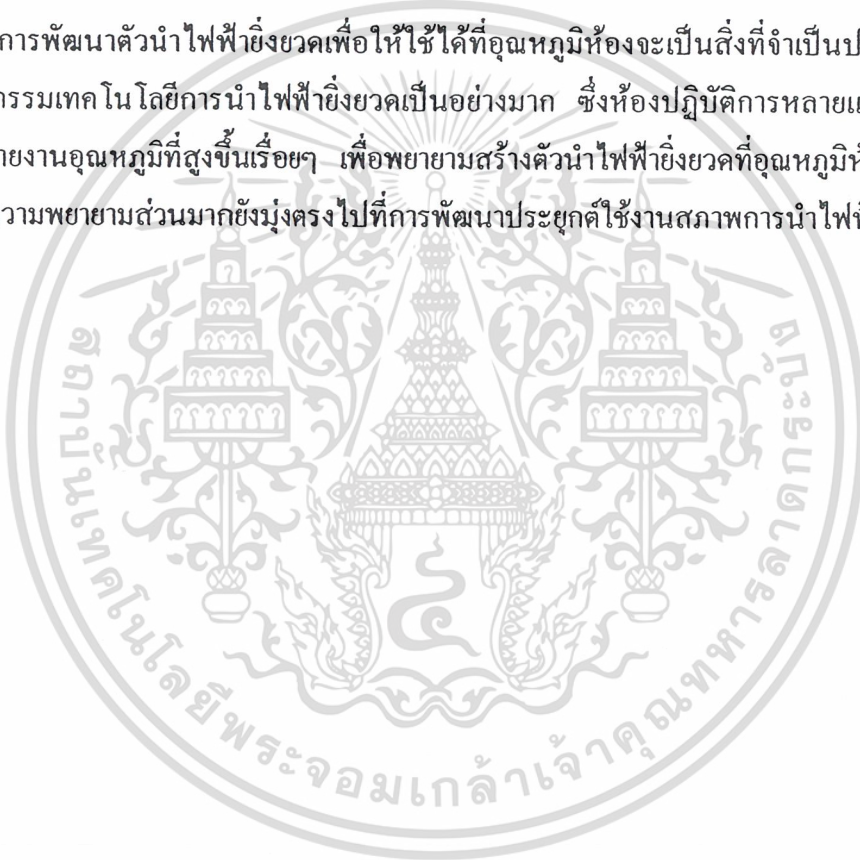 การพัฒนาตัวนำไฟฟ้ายิ่งยวดเพื่อให้ใช้ได้ที่อุณหภูมิห้องจะเป็นสิ่งที่จำเป็นป
กรรมเทคโนโลยีการนำไฟฟ้ายิ่งยวดเป็นอย่างมาก ซึ่งห้องปฏิบัติการหลายแ
ายงานอุณหภูมิที่สูงขึ้นเรื่อยๆ เพื่อพยายามสร้างตัวนำไฟฟ้ายิ่งยวดที่อุณหภูมิห้
วามพยายามส่วนมากยังมุ่งตรงไปที่การพัฒนาประยุกต์ใช้งานสภาพการนำไฟฟ้
สถาบันเทคโนโลยีพระจอมเกล้าเจ้าคุณทหารลาดกระบัง
๔